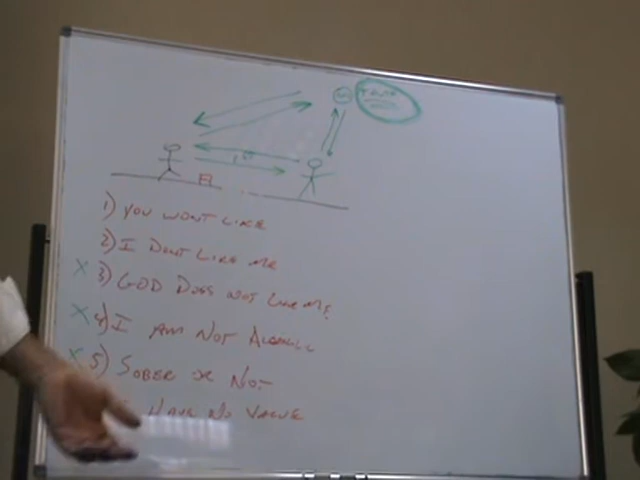 1ST
1) YOU WONT LIKE
2) I DONT LIKE ME
X 3) GOD DOES NOT LIKE ME
X 4) I AM NOT
X 5) SOBER OR NOT
HAVE NO VALUE